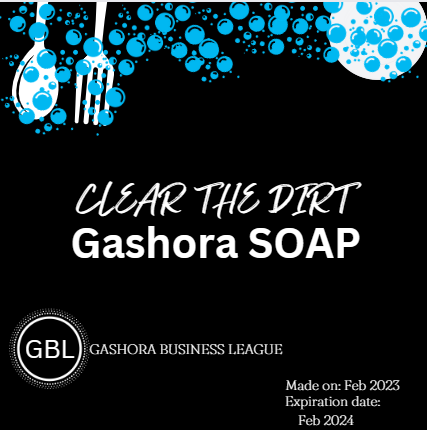 CLEAR THE DIRT
Gashora SOAP
GBL
GASHORA BUSINESS LEAGUE
Made on: Feb 2023
Expiration date:
Feb 2024